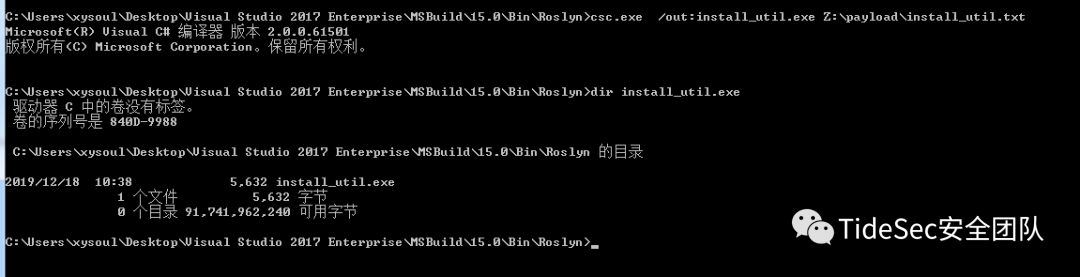 C:\Users\xysoul\Desktop\Visual Studio 2017 Enterprise\MSBuild\15.0\Bin\Roslyn>csc.exe  /out:install_util.exe Z:\payload\install_util.txt
Microsoft(R) Visual C# 编译器 版本 2.0.0.61501
版权所有(C) Microsoft Corporation。保留所有权利。
C:\Users\xysoul\Desktop\Visual Studio 2017 Enterprise\MSBuild\15.0\Bin\Roslyn>dir install_util.exe
驱动器 C 中的卷没有标签。
卷的序列号是 840D-9988
C:\Users\xysoul\Desktop\Visual Studio 2017 Enterprise\MSBuild\15.0\Bin\Roslyn 的目录
2019/12/18  10:38             5,632 install_util.exe
1 个文件          5,632 字节
0 个目录 91,741,962,240 可用字节
C:\Users\xysoul\Desktop\Visual Studio 2017 Enterprise\MSBuild\15.0\Bin\Roslyn>_
TideSec安全团队